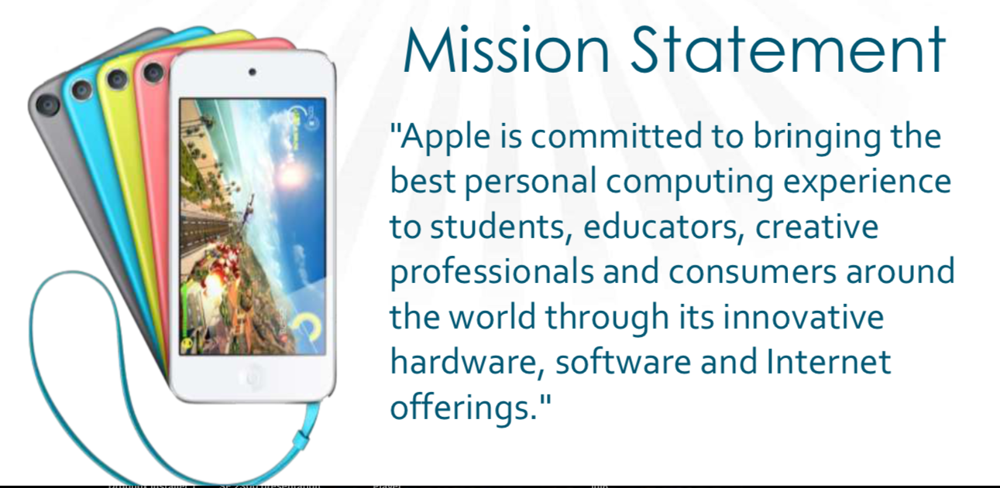 Mission Statement
"Apple is committed to bringing the
best personal computing experience
to students, educators, creative
professionals and consumers around
the world through its innovative
hardware, software and Internet
offerings."